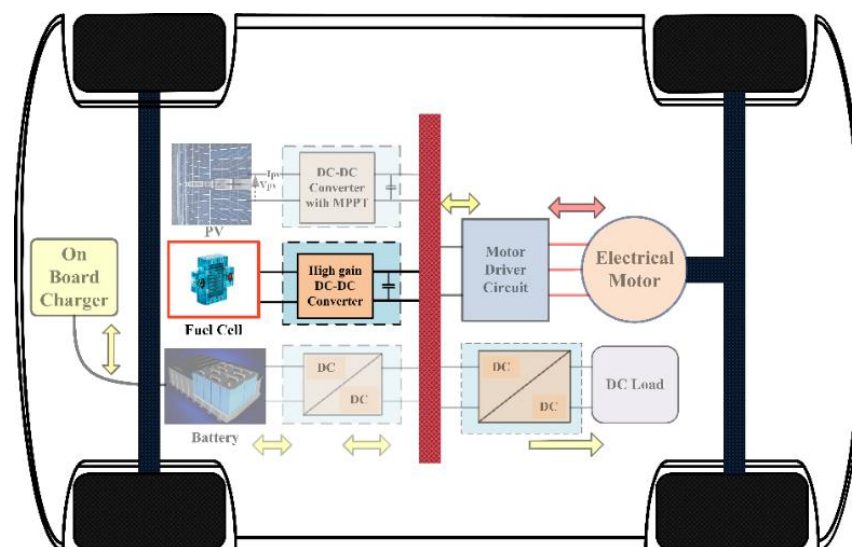 Ipv
Vpv
PV
DC-DC
Converter
with MPPT
On
Board
Charger
Fuel Cell
High gain
DC-DC
Converter
Motor
Driver
Circuit
Electrical
Motor
Battery
DC
DC
DC
DC
DC Load